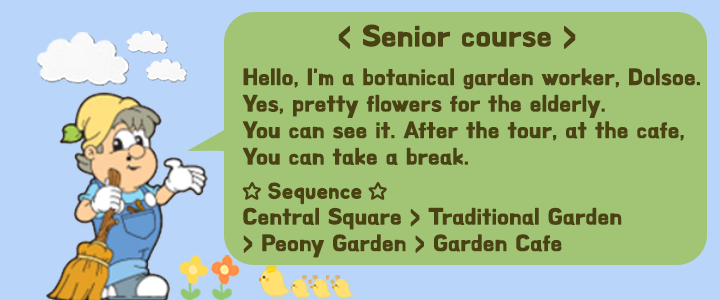 < Senior course >
Hello, I'm a botanical garden worker, Dolsoe.
Yes, pretty flowers for the elderly.
You can see it. After the tour, at the cafe,
You can take a break.
☆ Sequence ☆
Central Square > Traditional Garden
> Peony Garden > Garden Cafe